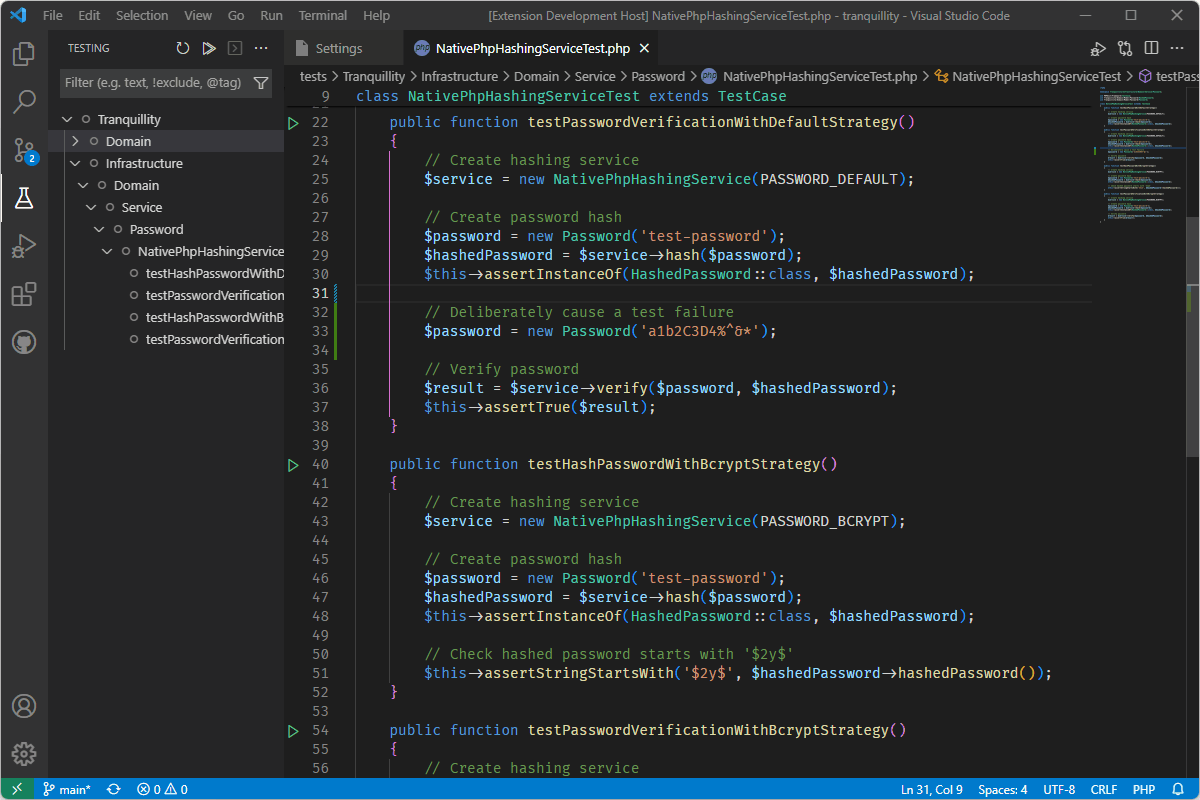 File Edit Selection View Go Run Terminal Help [Extension Development Host] NativePhpHashingServiceTest.php - tranquillity - Visual Studio Code
TESTING
Settings
php NativePhpHashingServiceTest.php
Filter (e.g. text, !exclude, @tag)
tests > Tranquillity > Infrastructure > Domain > Service > Password > php NativePhpHashingServiceTest.php > NativePhpHashingServiceTest > testPass
Tranquillity
Domain
Infrastructure
Domain
Service
Password
NativePhpHashingService
testHashPasswordWithD
testPasswordVerification
testHashPasswordWithB
testPasswordVerification
2
9 class NativePhpHashingServiceTest extends TestCase
22 public function testPasswordVerificationWithDefaultStrategy()
23 {
24 // Create hashing service
25 $service = new NativePhpHashingService(PASSWORD_DEFAULT);
26
27 // Create password hash
28 $password = new Password('test-password');
29 $hashedPassword = $service->hash($password);
30 $this->assertInstanceOf(HashedPassword::class, $hashedPassword);
31
32 // Deliberately cause a test failure
33 $password = new Password('a1b2C3D4%^&*');
34
35 // Verify password
36 $result = $service->verify($password, $hashedPassword);
37 $this->assertTrue($result);
38 }
39
40 public function testHashPasswordWithBcryptStrategy()
41 {
42 // Create hashing service
43 $service = new NativePhpHashingService(PASSWORD_BCRYPT);
44
45 // Create password hash
46 $password = new Password('test-password');
47 $hashedPassword = $service->hash($password);
48 $this->assertInstanceOf(HashedPassword::class, $hashedPassword);
49
50 // Check hashed password starts with '$2y$'
51 $this->assertStringStartsWith('$2y$', $hashedPassword->hashedPassword());
52 }
53
54 public function testPasswordVerificationWithBcryptStrategy()
55 {
56 // Create hashing service
main* 0 0 Ln 31, Col 9 Spaces: 4 UTF-8 CRLF PHP